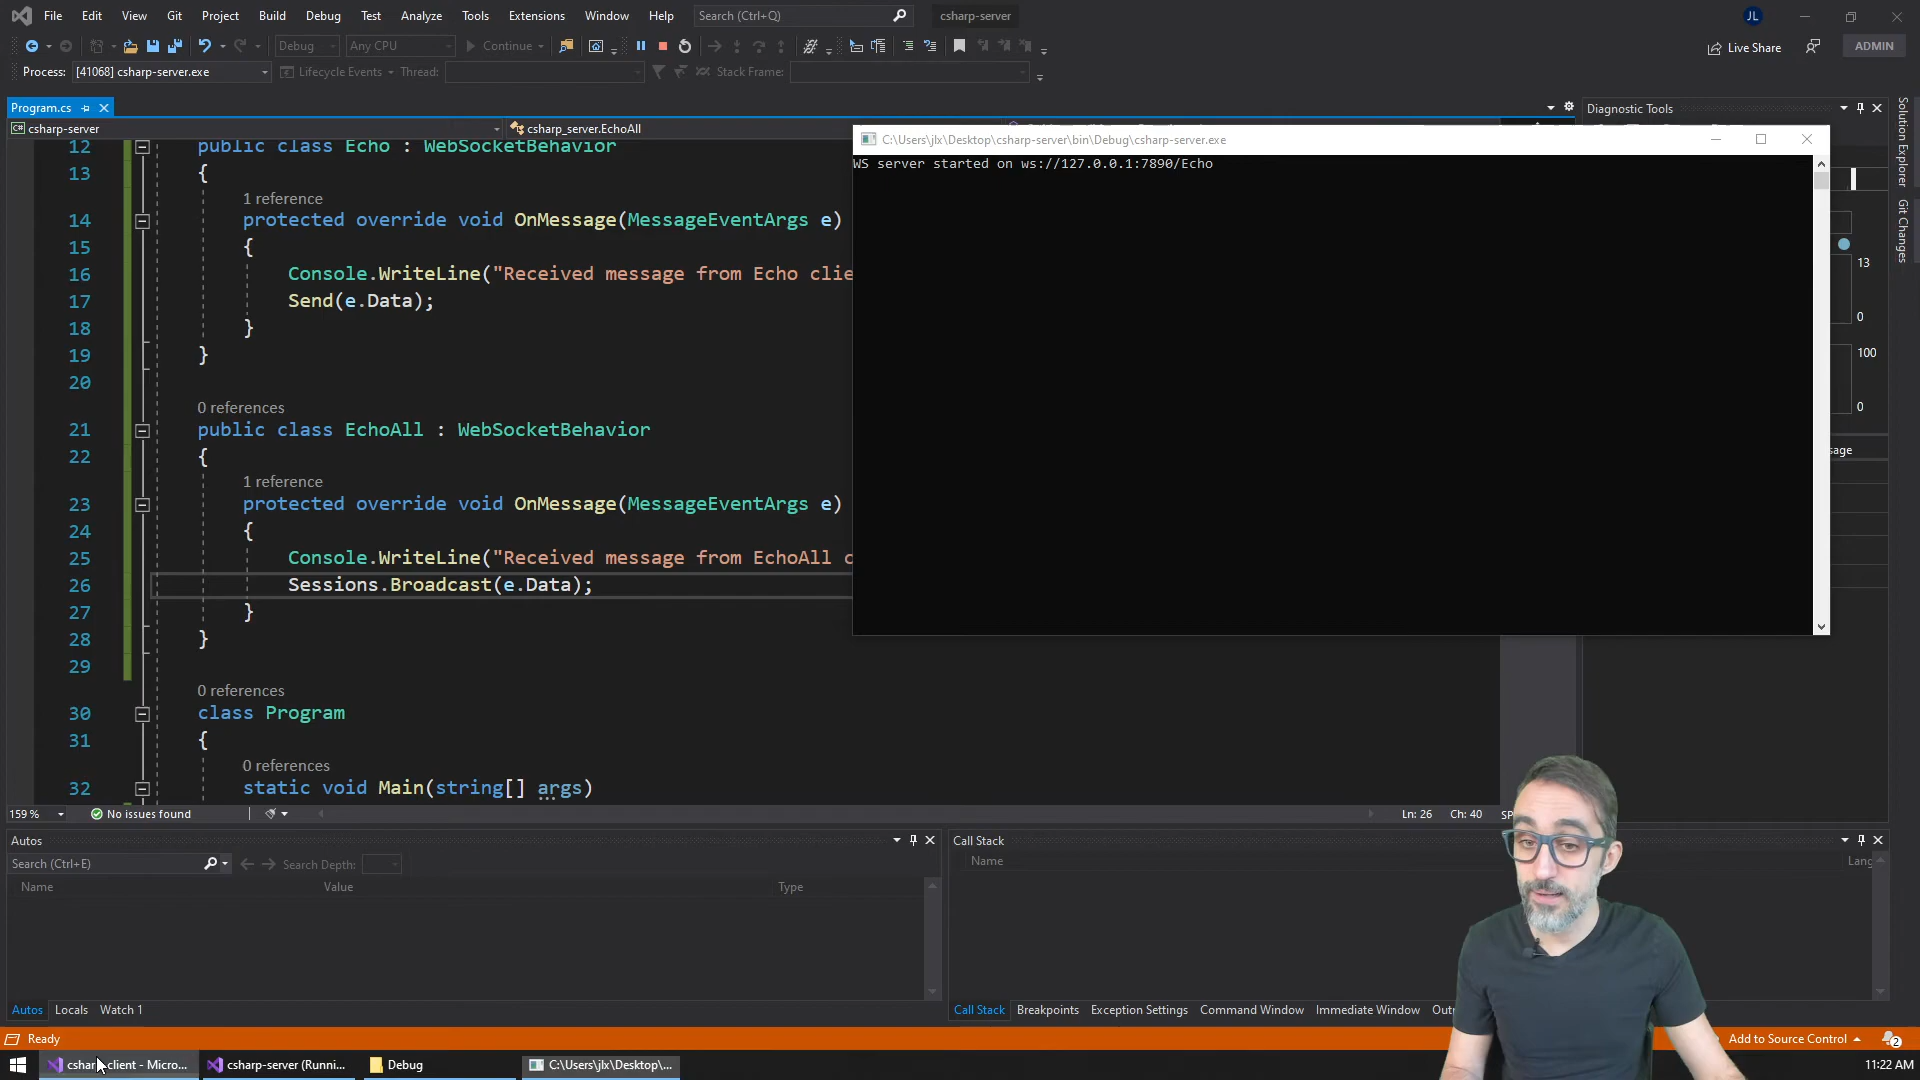 File Edit View Git Project Build Debug Test Analyze Tools Extensions Window Help Search (Ctrl+Q) csharp-server JL
Debug Any CPU Continue Live Share ADMIN
Process: [41068] csharp-server.exe Lifecycle Events Thread: Stack Frame:
Program.cs Diagnostic Tools
csharp-server csharp_server.EchoAll
C:\Users\jlx\Desktop\csharp-server\bin\Debug\csharp-server.exe
WS server started on ws://127.0.0.1:7890/Echo
12 public class Echo : WebSocketBehavior
13 {
1 reference
14 protected override void OnMessage(MessageEventArgs e)
15 {
16 Console.WriteLine("Received message from Echo clie
17 Send(e.Data);
18 }
19 }
20
0 references
21 public class EchoAll : WebSocketBehavior
22 {
1 reference
23 protected override void OnMessage(MessageEventArgs e)
24 {
25 Console.WriteLine("Received message from EchoAll c
26 Sessions.Broadcast(e.Data);
27 }
28 }
29
0 references
30 class Program
31 {
0 references
32 static void Main(string[] args)
13
0
100
0
sage
Solution Explorer
Git Changes
159 % No issues found Ln: 26 Ch: 40
Autos
Search (Ctrl+E) Search Depth:
Name Value Type
Autos Locals Watch 1
Call Stack
Name Lang
Call Stack Breakpoints Exception Settings Command Window Immediate Window Out
Ready Add to Source Control 2
csharp-client - Micro... csharp-server (Runni... Debug C:\Users\jlx\Desktop\... 11:22 AM